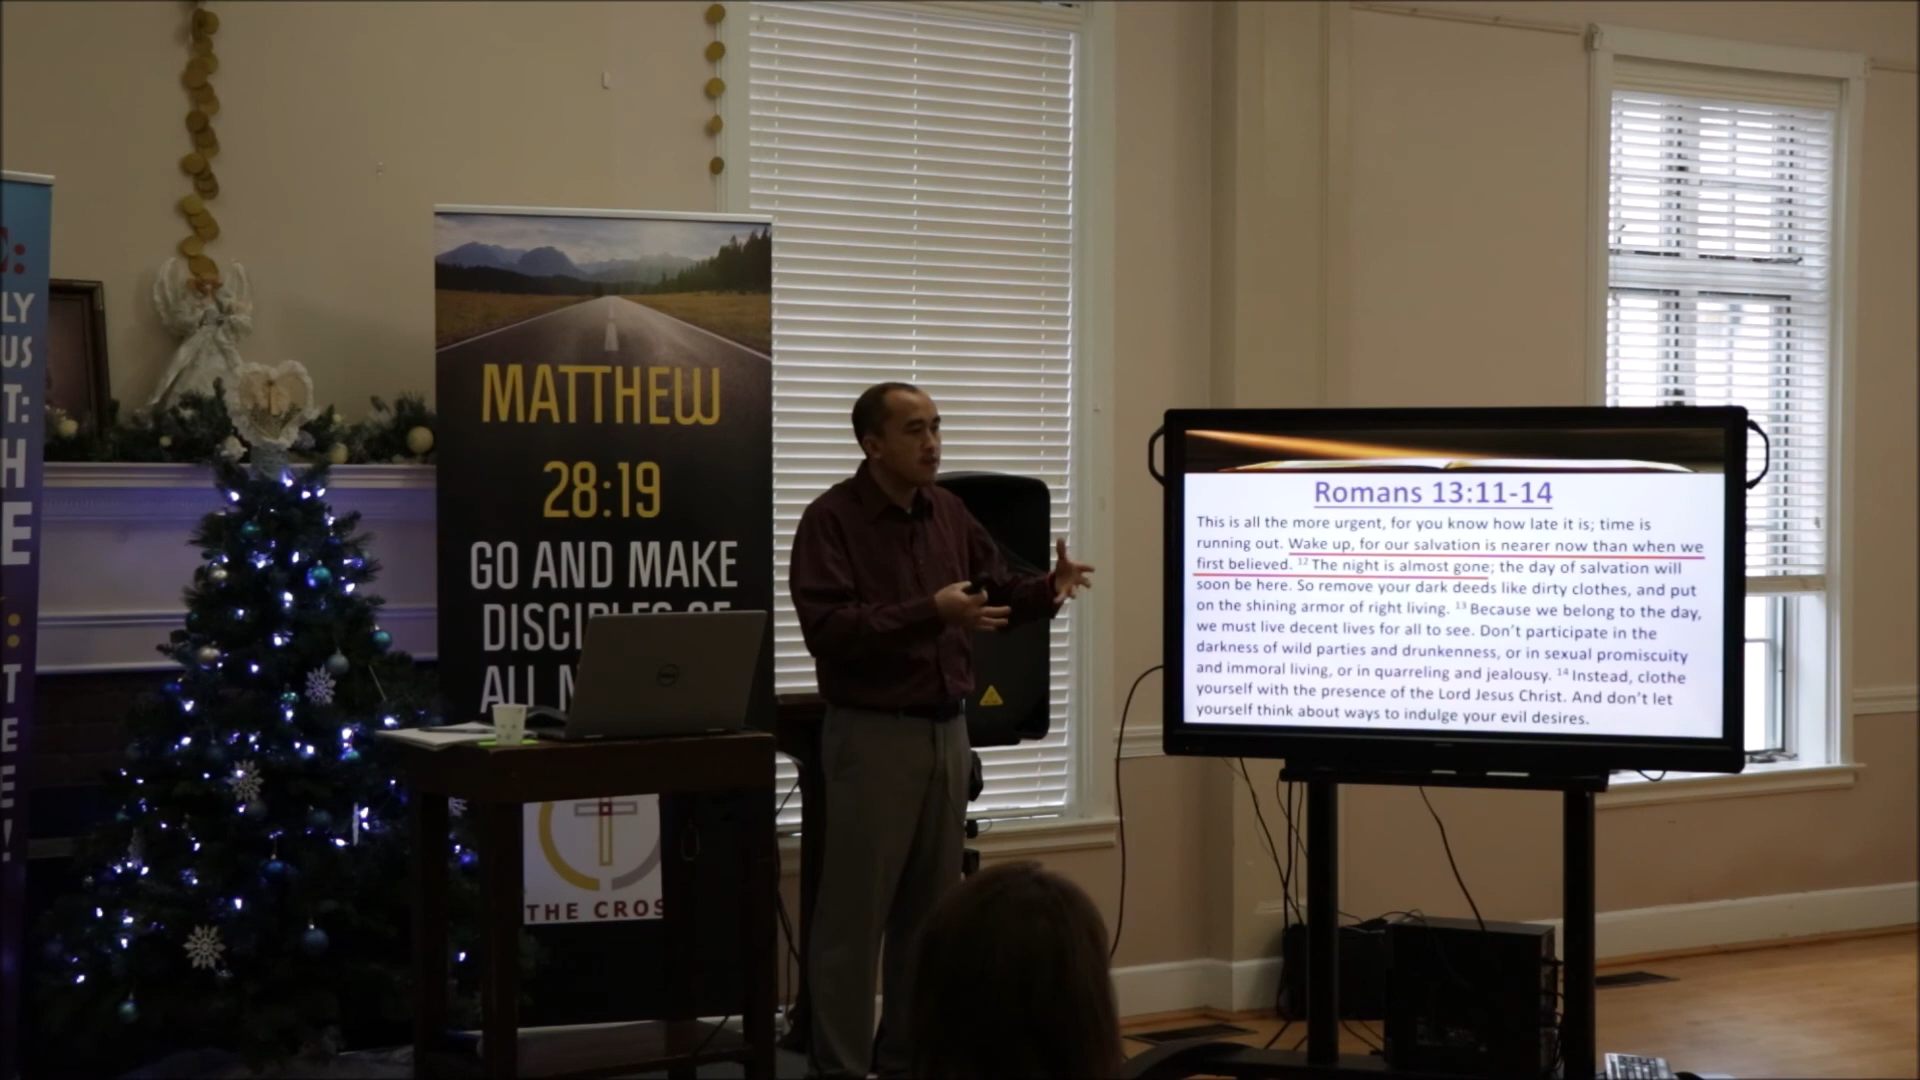 LY
US
T:
H
E
T
E
E!
MATTHEW
28:19
GO AND MAKE
DISCIPLES OF
ALL
DELL
THE CROS
Romans 13:11-14
This is all the more urgent, for you know how late it is; time is
running out. Wake up, for our salvation is nearer now than when we
first believed. ¹² The night is almost gone; the day of salvation will
soon be here. So remove your dark deeds like dirty clothes, and put
on the shining armor of right living. ¹³ Because we belong to the day,
we must live decent lives for all to see. Don't participate in the
darkness of wild parties and drunkenness, or in sexual promiscuity
and immoral living, or in quarreling and jealousy. ¹⁴ Instead, clothe
yourself with the presence of the Lord Jesus Christ. And don't let
yourself think about ways to indulge your evil desires.